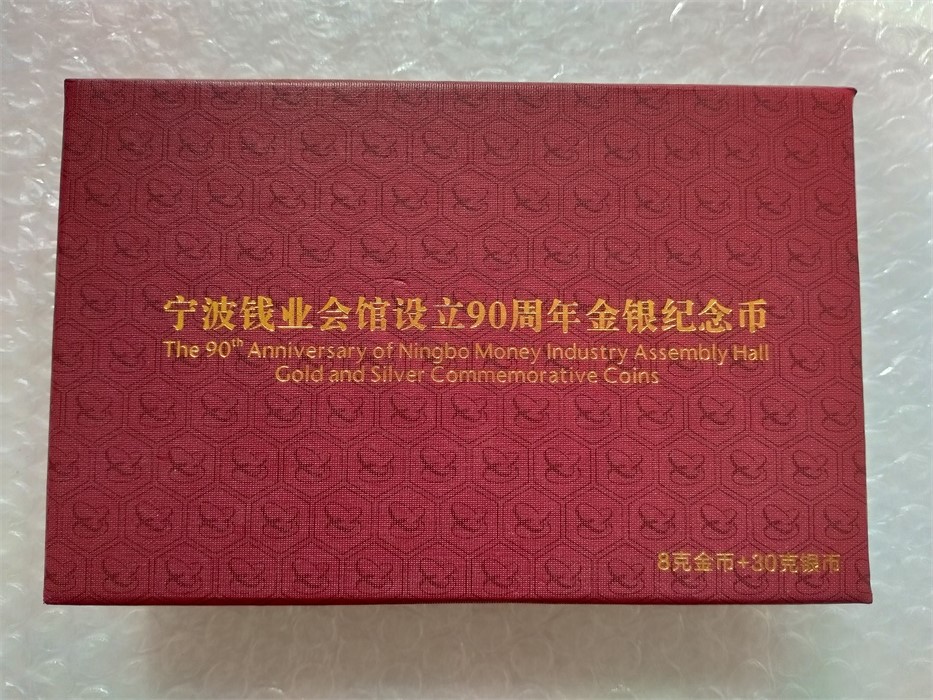 宁波钱业会馆设立90周年金银纪念币
The 90th Anniversary of Ningbo Money Industry Assembly Hall
Gold and Silver Commemorative Coins
8克金币+30克银币